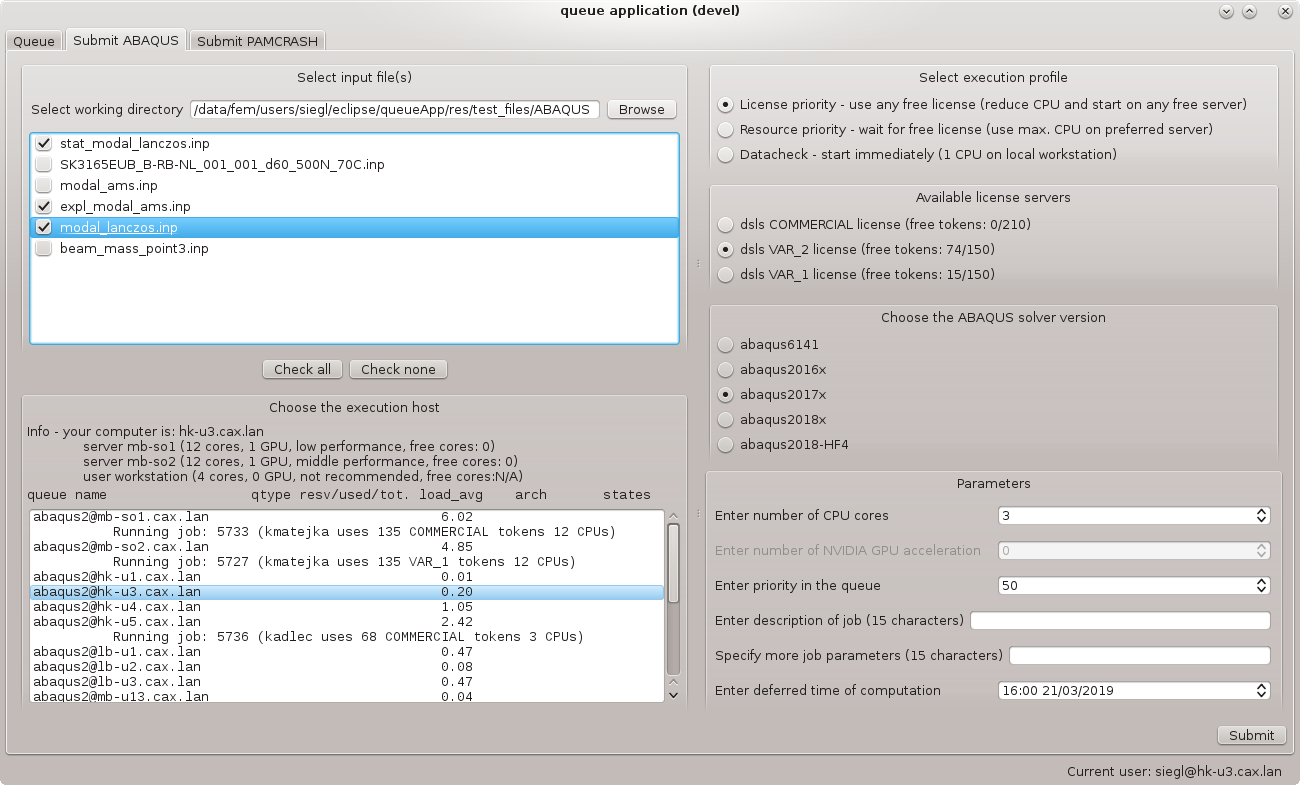 queue application (devel)
Queue
Submit ABAQUS
Submit PAMCRASH
Select input file(s)
Select working directory
/data/fem/users/siegl/eclipse/queueApp/res/test_files/ABAQUS
Browse
stat_modal_lanczos.inp
SK3165EUB_B-RB-NL_001_001_d60_500N_70C.inp
modal_ams.inp
expl_modal_ams.inp
modal_lanczos.inp
beam_mass_point3.inp
Check all
Check none
Choose the execution host
Info - your computer is: hk-u3.cax.lan
server mb-so1 (12 cores, 1 GPU, low performance, free cores: 0)
server mb-so2 (12 cores, 1 GPU, middle performance, free cores: 0)
user workstation (4 cores, 0 GPU, not recommended, free cores:N/A)
queue name qtype resv/used/tot. load_avg arch states
abaqus2@mb-so1.cax.lan 6.02
Running job: 5733 (kmatejka uses 135 COMMERCIAL tokens 12 CPUs)
abaqus2@mb-so2.cax.lan 4.85
Running job: 5727 (kmatejka uses 135 VAR_1 tokens 12 CPUs)
abaqus2@hk-u1.cax.lan 0.01
abaqus2@hk-u3.cax.lan 0.20
abaqus2@hk-u4.cax.lan 1.05
abaqus2@hk-u5.cax.lan 2.42
Running job: 5736 (kadlec uses 68 COMMERCIAL tokens 3 CPUs)
abaqus2@lb-u1.cax.lan 0.47
abaqus2@lb-u2.cax.lan 0.08
abaqus2@lb-u3.cax.lan 0.47
abaqus2@mb-u13.cax.lan 0.04
Select execution profile
License priority - use any free license (reduce CPU and start on any free server)
Resource priority - wait for free license (use max. CPU on preferred server)
Datacheck - start immediately (1 CPU on local workstation)
Available license servers
dsls COMMERCIAL license (free tokens: 0/210)
dsls VAR_2 license (free tokens: 74/150)
dsls VAR_1 license (free tokens: 15/150)
Choose the ABAQUS solver version
abaqus6141
abaqus2016x
abaqus2017x
abaqus2018x
abaqus2018-HF4
Parameters
Enter number of CPU cores 3
Enter number of NVIDIA GPU acceleration 0
Enter priority in the queue 50
Enter description of job (15 characters)
Specify more job parameters (15 characters)
Enter deferred time of computation 16:00 21/03/2019
Submit
Current user: siegl@hk-u3.cax.lan